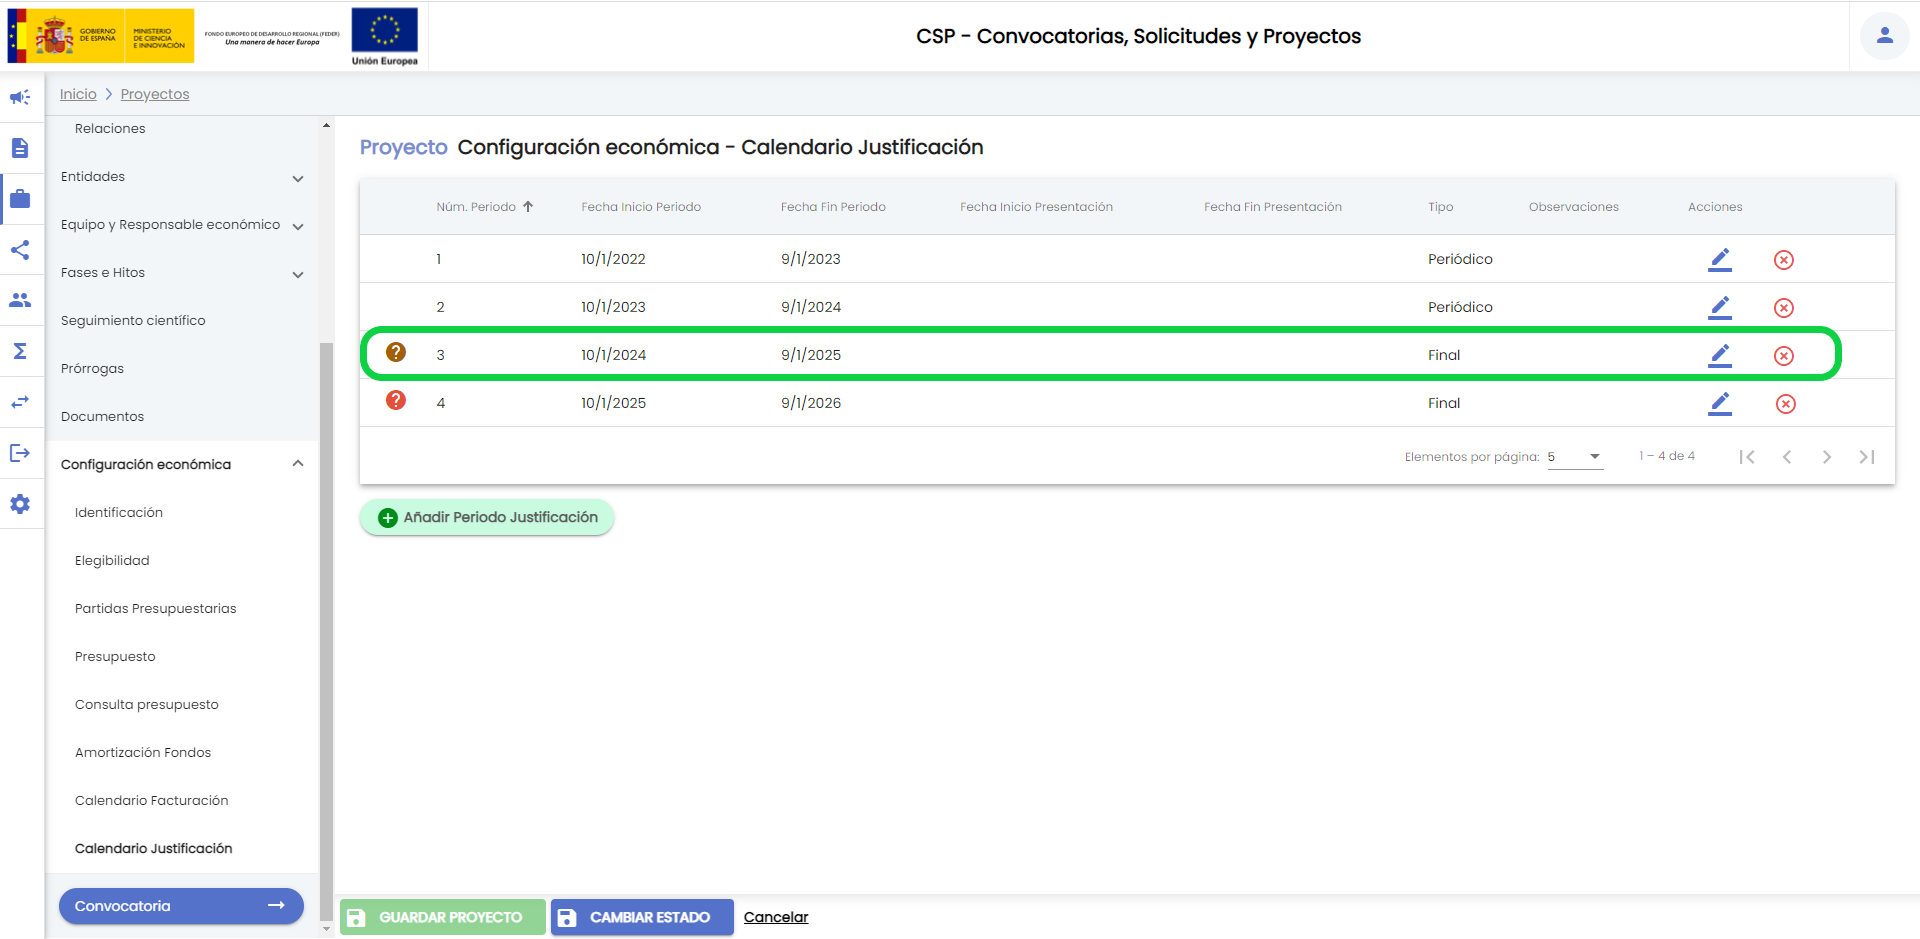 GOBIERNO
DE ESPAÑA
MINISTERIO
DE CIENCIA
E INNOVACIÓN
FONDO EUROPEO DE DESARROLLO REGIONAL (FEDER)
Una manera de hacer Europa
Unión Europea
CSP - Convocatorias, Solicitudes y Proyectos
Inicio > Proyectos
Relaciones
Entidades
Equipo y Responsable económico
Fases e Hitos
Seguimiento científico
Prórrogas
Documentos
Configuración económica
Identificación
Elegibilidad
Partidas Presupuestarias
Presupuesto
Consulta presupuesto
Amortización Fondos
Calendario Facturación
Calendario Justificación
Convocatoria
Proyecto Configuración económica - Calendario Justificación
Núm. Periodo Fecha Inicio Periodo Fecha Fin Periodo Fecha Inicio Presentación Fecha Fin Presentación Tipo Observaciones Acciones
1 10/1/2022 9/1/2023 Periódico
2 10/1/2023 9/1/2024 Periódico
? 3 10/1/2024 9/1/2025 Final
? 4 10/1/2025 9/1/2026 Final
Elementos por página: 5 1 – 4 de 4
Añadir Periodo Justificación
GUARDAR PROYECTO CAMBIAR ESTADO Cancelar